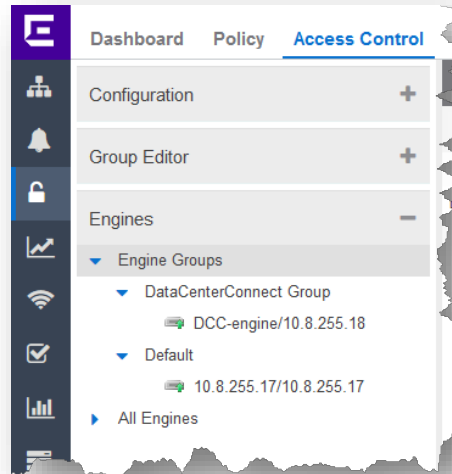 Dashboard Policy Access Control
Configuration
Group Editor
Engines
Engine Groups
DataCenterConnect Group
DCC-engine/10.8.255.18
Default
10.8.255.17/10.8.255.17
All Engines